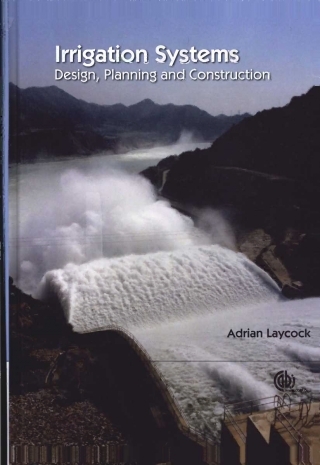 Irrigation Systems
Design, Planning and Construction
Adrian Laycock